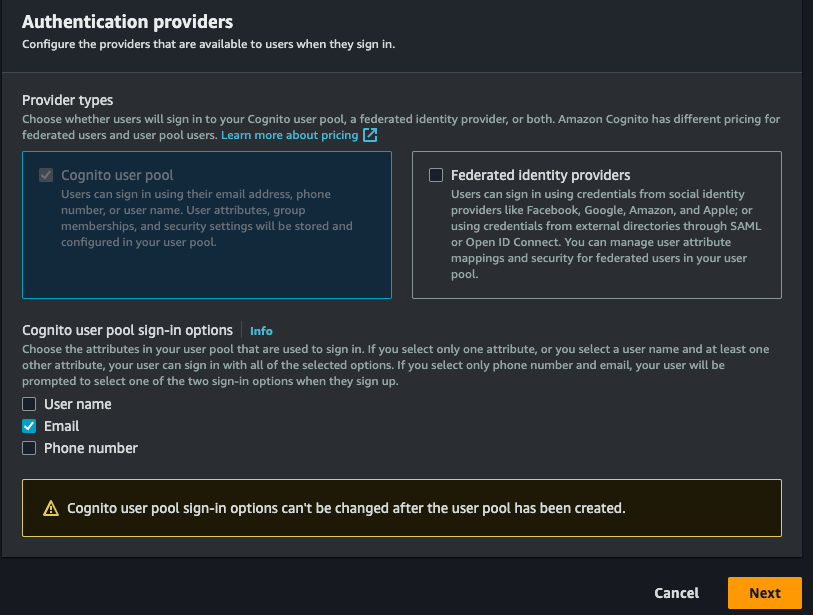 Authentication providers
Configure the providers that are available to users when they sign in.
Provider types
Choose whether users will sign in to your Cognito user pool, a federated identity provider, or both. Amazon Cognito has different pricing for
federated users and user pool users. Learn more about pricing
Cognito user pool
Users can sign in using their email address, phone
number, or user name. User attributes, group
memberships, and security settings will be stored and
configured in your user pool.
Federated identity providers
Users can sign in using credentials from social identity
providers like Facebook, Google, Amazon, and Apple; or
using credentials from external directories through SAML
or Open ID Connect. You can manage user attribute
mappings and security for federated users in your user
pool.
Cognito user pool sign-in options Info
Choose the attributes in your user pool that are used to sign in. If you select only one attribute, or you select a user name and at least one
other attribute, your user can sign in with all of the selected options. If you select only phone number and email, your user will be
prompted to select one of the two sign-in options when they sign up.
User name
Email
Phone number
Cognito user pool sign-in options can't be changed after the user pool has been created.
Cancel Next